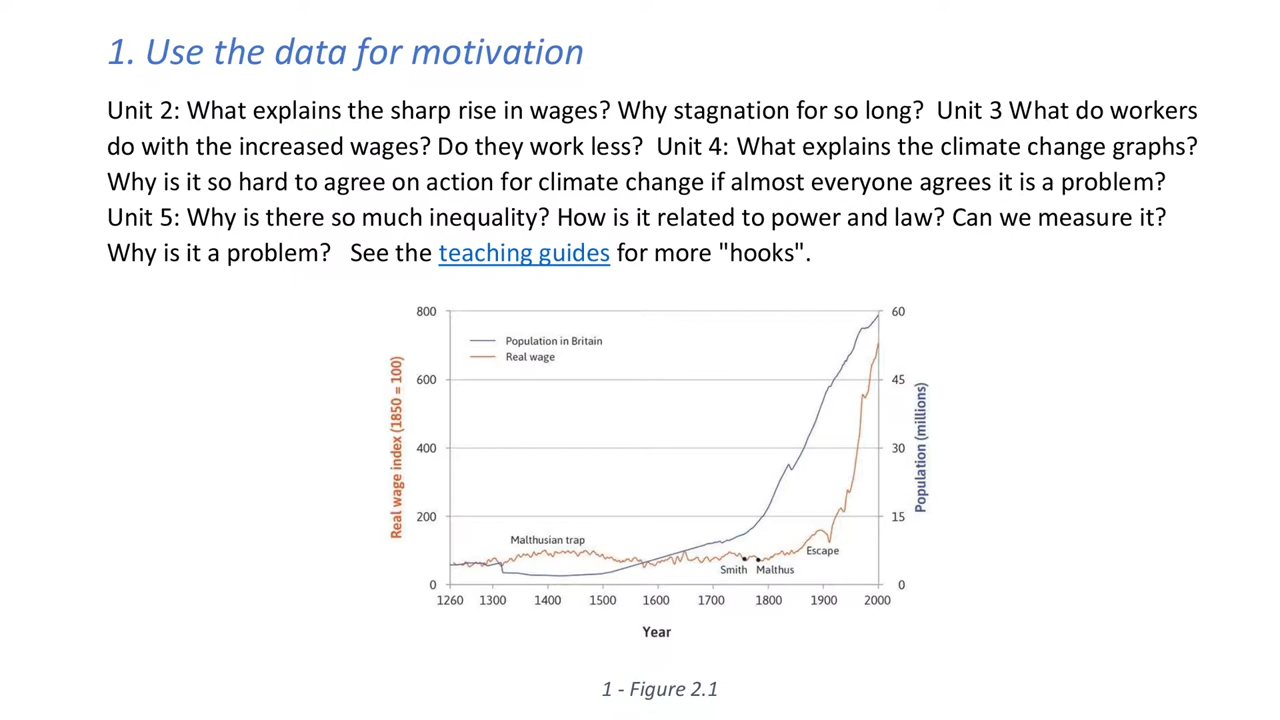 1. Use the data for motivation
Unit 2: What explains the sharp rise in wages? Why stagnation for so long?  Unit 3 What do workers
do with the increased wages? Do they work less?  Unit 4: What explains the climate change graphs?
Why is it so hard to agree on action for climate change if almost everyone agrees it is a problem?
Unit 5: Why is there so much inequality? How is it related to power and law? Can we measure it?
Why is it a problem?   See the teaching guides for more "hooks".
800
60
Population in Britain
Real wage
600
45
Real wage index (1850 = 100)
Population (millions)
400
30
200
15
Malthusian trap
Escape
Smith
Malthus
0
0
1260 1300 1400 1500 1600 1700 1800 1900 2000
Year
1 - Figure 2.1